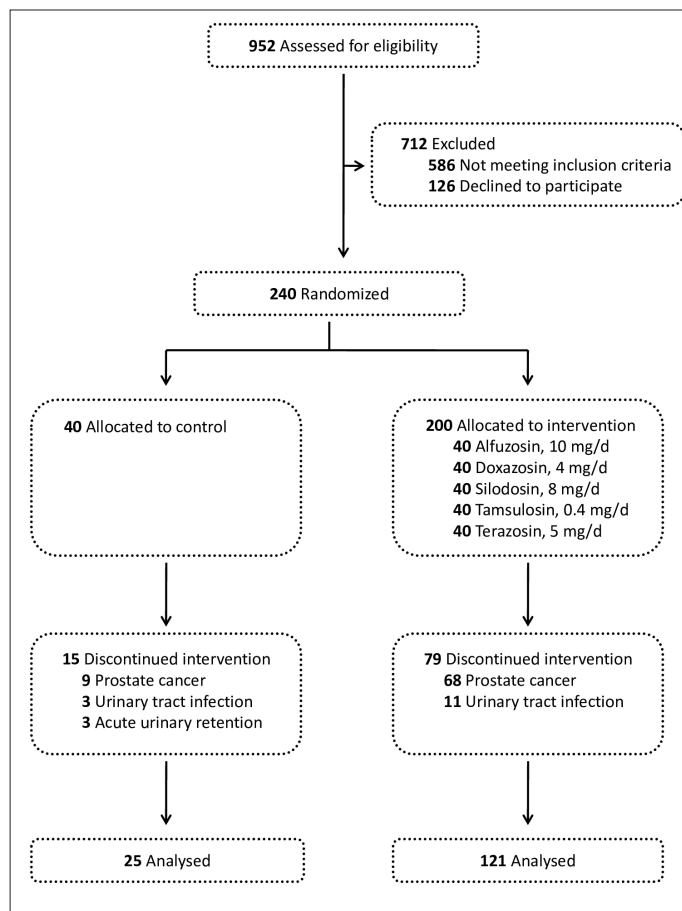 952 Assessed for eligibility
712 Excluded
586 Not meeting inclusion criteria
126 Declined to participate
240 Randomized
40 Allocated to control
200 Allocated to intervention
40 Alfuzosin, 10 mg/d
40 Doxazosin, 4 mg/d
40 Silodosin, 8 mg/d
40 Tamsulosin, 0.4 mg/d
40 Terazosin, 5 mg/d
15 Discontinued intervention
9 Prostate cancer
3 Urinary tract infection
3 Acute urinary retention
79 Discontinued intervention
68 Prostate cancer
11 Urinary tract infection
25 Analysed
121 Analysed